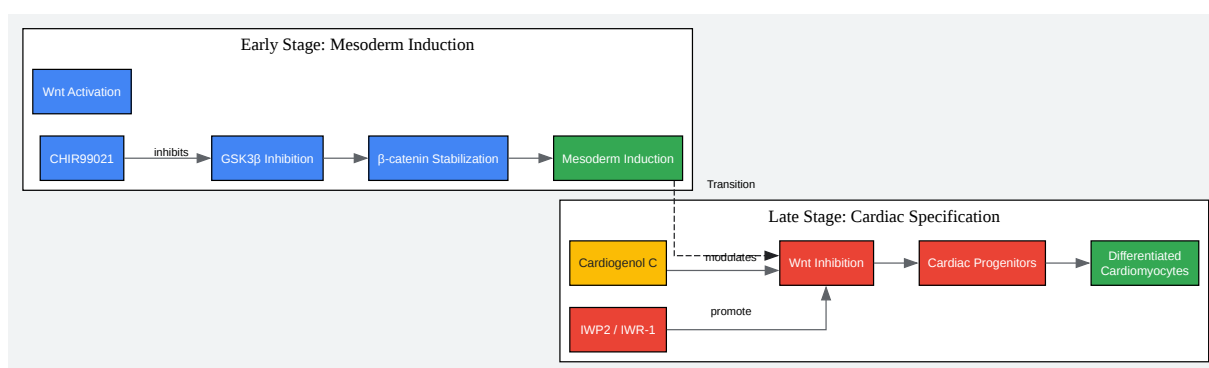 Early Stage: Mesoderm Induction
Wnt Activation
CHIR99021
inhibits
GSK3β Inhibition
β-catenin Stabilization
Mesoderm Induction
Transition
Late Stage: Cardiac Specification
Cardiogenol C
modulates
Wnt Inhibition
Cardiac Progenitors
Differentiated
Cardiomyocytes
IWP2 / IWR-1
promote